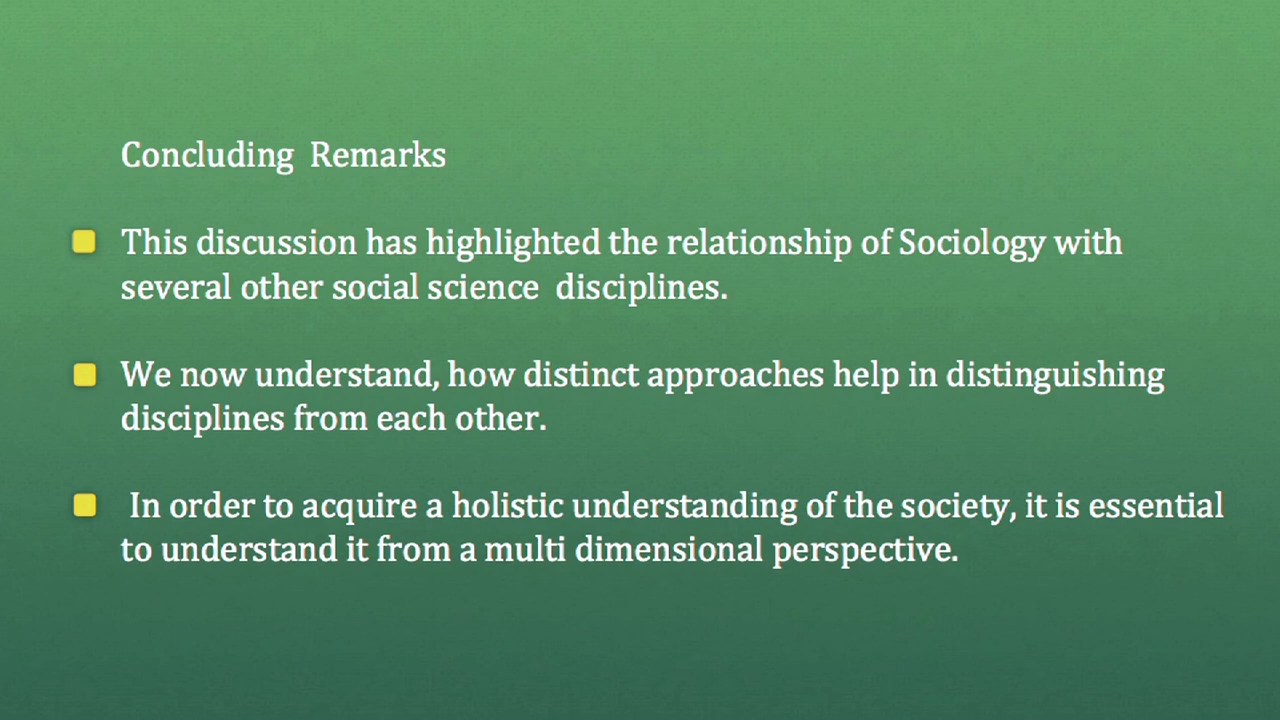 Concluding  Remarks
This discussion has highlighted the relationship of Sociology with
several other social science  disciplines.
We now understand, how distinct approaches help in distinguishing
disciplines from each other.
In order to acquire a holistic understanding of the society, it is essential
to understand it from a multi dimensional perspective.